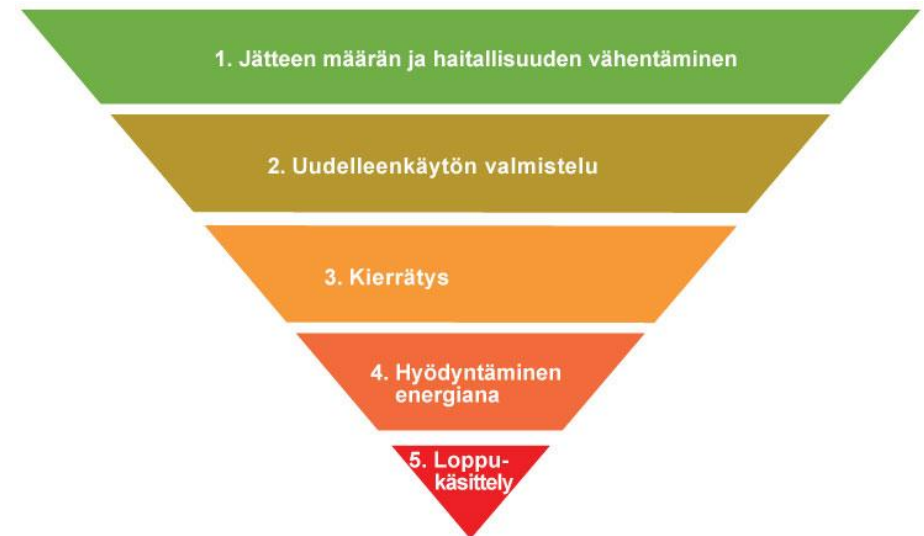 1. Jätteen määrän ja haitallisuuden vähentäminen
2. Uudelleenkäytön valmistelu
3. Kierrätys
4. Hyödyntäminen
energiana
5. Loppu-
käsittely